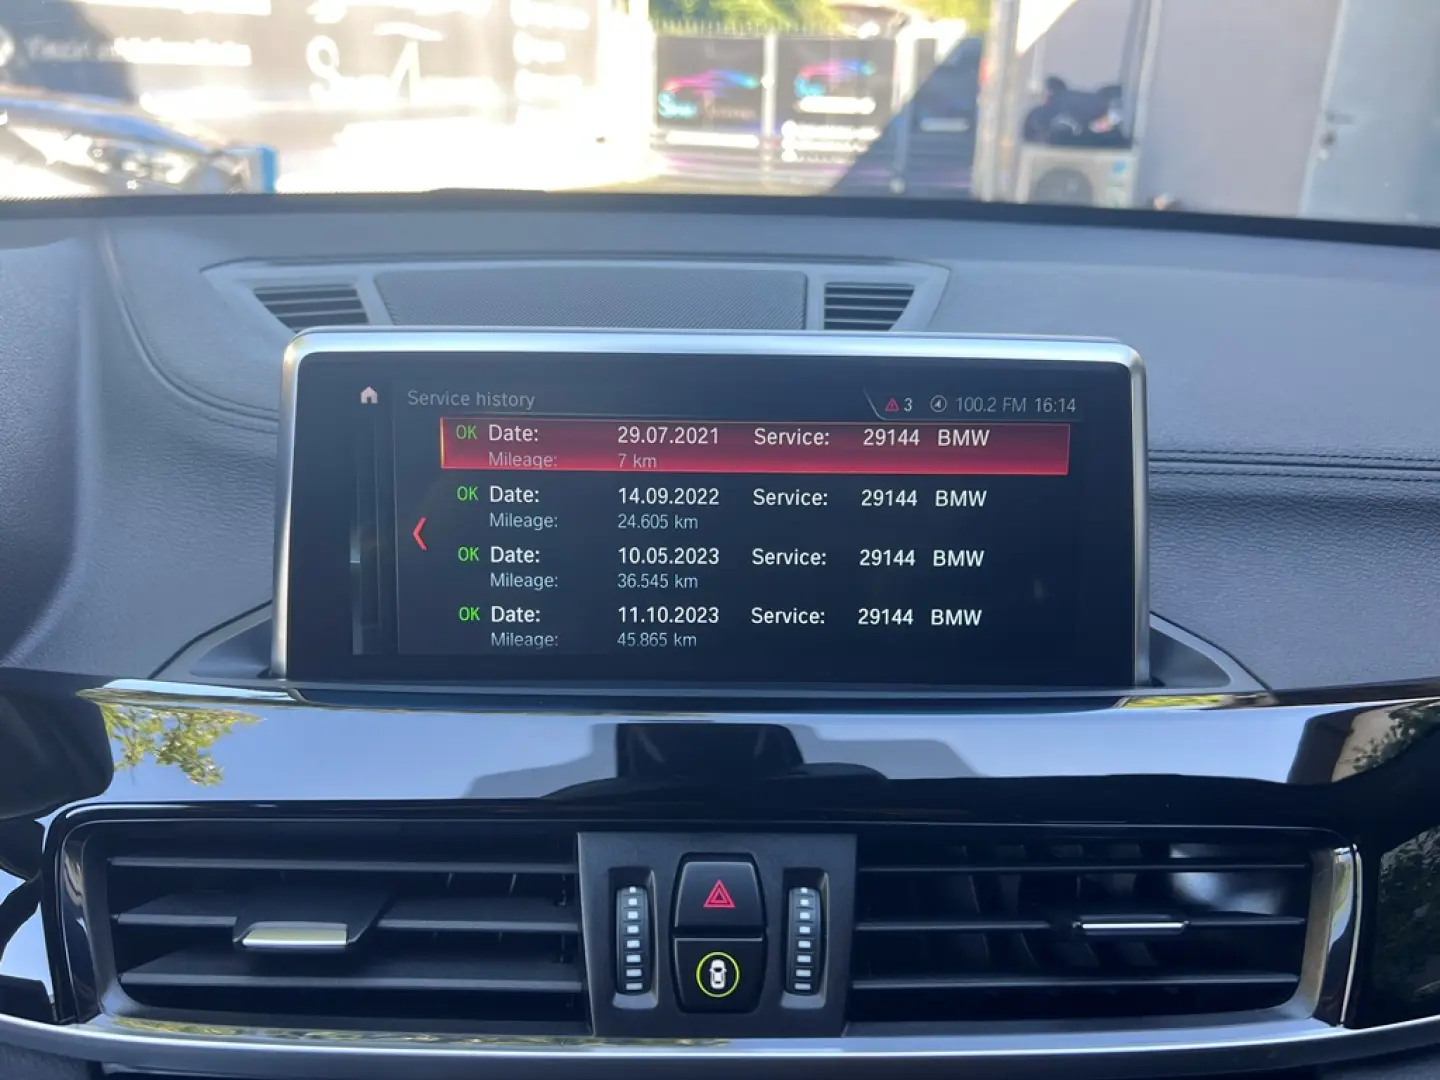 Service history
3 100.2 FM 16:14
OK Date: 29.07.2021 Service: 29144 BMW
Mileage: 7 km
OK Date: 14.09.2022 Service: 29144 BMW
Mileage: 24.605 km
OK Date: 10.05.2023 Service: 29144 BMW
Mileage: 36.545 km
OK Date: 11.10.2023 Service: 29144 BMW
Mileage: 45.865 km